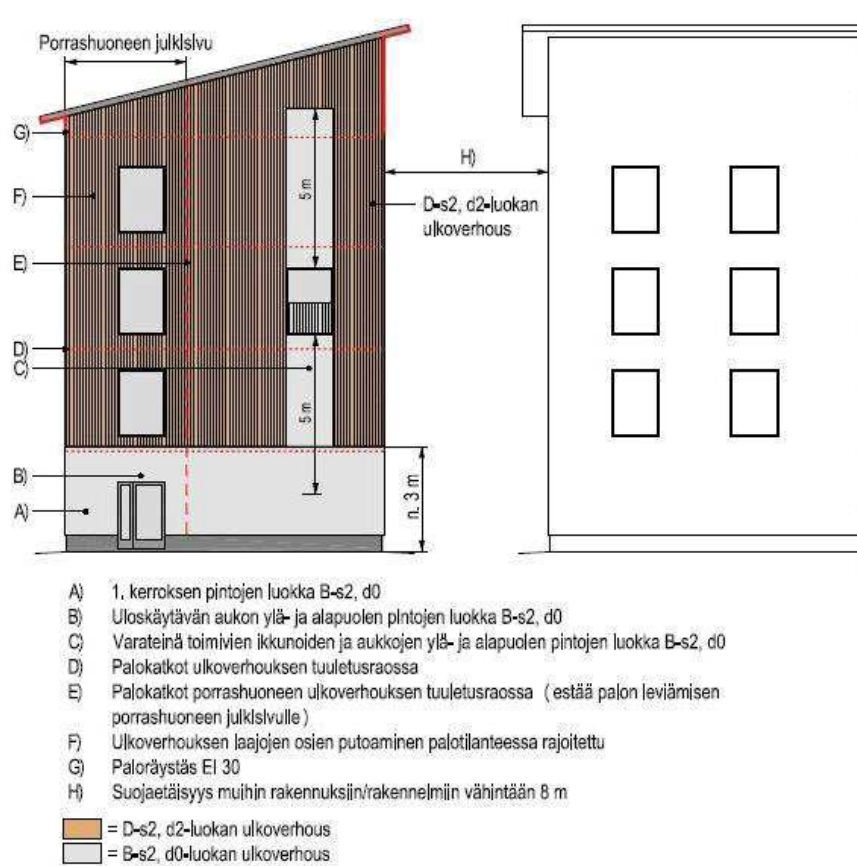 Porrashuoneen julkisivu
G)
H)
F)
5 m
D-s2, d2-luokan
ulkoverhous
E)
D)
C)
5 m
B)
n. 3 m
A)
A) 1. kerroksen pintojen luokka B-s2, d0
B) Uloskäytävän aukon ylä- ja alapuolen pintojen luokka B-s2, d0
C) Varateinä toimivien ikkunoiden ja aukkojen ylä- ja alapuolen pintojen luokka B-s2, d0
D) Palokatkot ulkoverhouksen tuuletusraossa
E) Palokatkot porrashuoneen ulkoverhouksen tuuletusraossa ( estää palon leviämisen
porrashuoneen julkisivulle )
F) Ulkoverhouksen laajojen osien putoaminen palotilanteessa rajoitettu
G) Paloräystäs EI 30
H) Suojaetäisyys muihin rakennuksiin/rakennelmiin vähintään 8 m
= D-s2, d2-luokan ulkoverhous
= B-s2, d0-luokan ulkoverhous